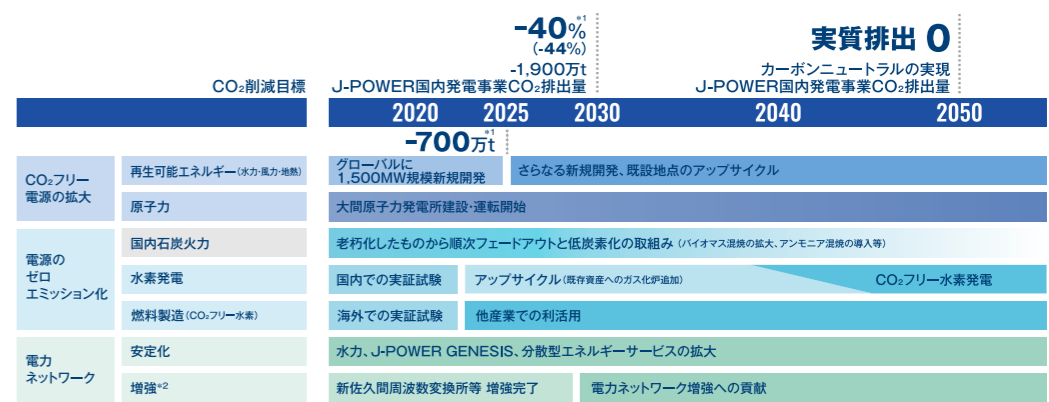 -40%*1
(-44%)
-1,900万t
CO₂削減目標
J-POWER国内発電事業CO₂排出量
実質排出 0
カーボンニュートラルの実現
J-POWER国内発電事業CO₂排出量
2020 2025 2030 2040 2050
-700万t*1
CO₂フリー
電源の拡大
再生可能エネルギー(水力・風力・地熱)
グローバルに
1,500MW規模新規開発
さらなる新規開発、既設地点のアップサイクル
原子力
大間原子力発電所建設・運転開始
電源の
ゼロ
エミッション化
国内石炭火力
老朽化したものから順次フェードアウトと低炭素化の取組み (バイオマス混焼の拡大、アンモニア混焼の導入等)
水素発電
国内での実証試験
アップサイクル(既存資産へのガス化炉追加)
CO₂フリー水素発電
燃料製造(CO₂フリー水素)
海外での実証試験
他産業での利活用
電力
ネットワーク
安定化
水力、J-POWER GENESIS、分散型エネルギーサービスの拡大
増強*2
新佐久間周波数変換所等 増強完了
電力ネットワーク増強への貢献